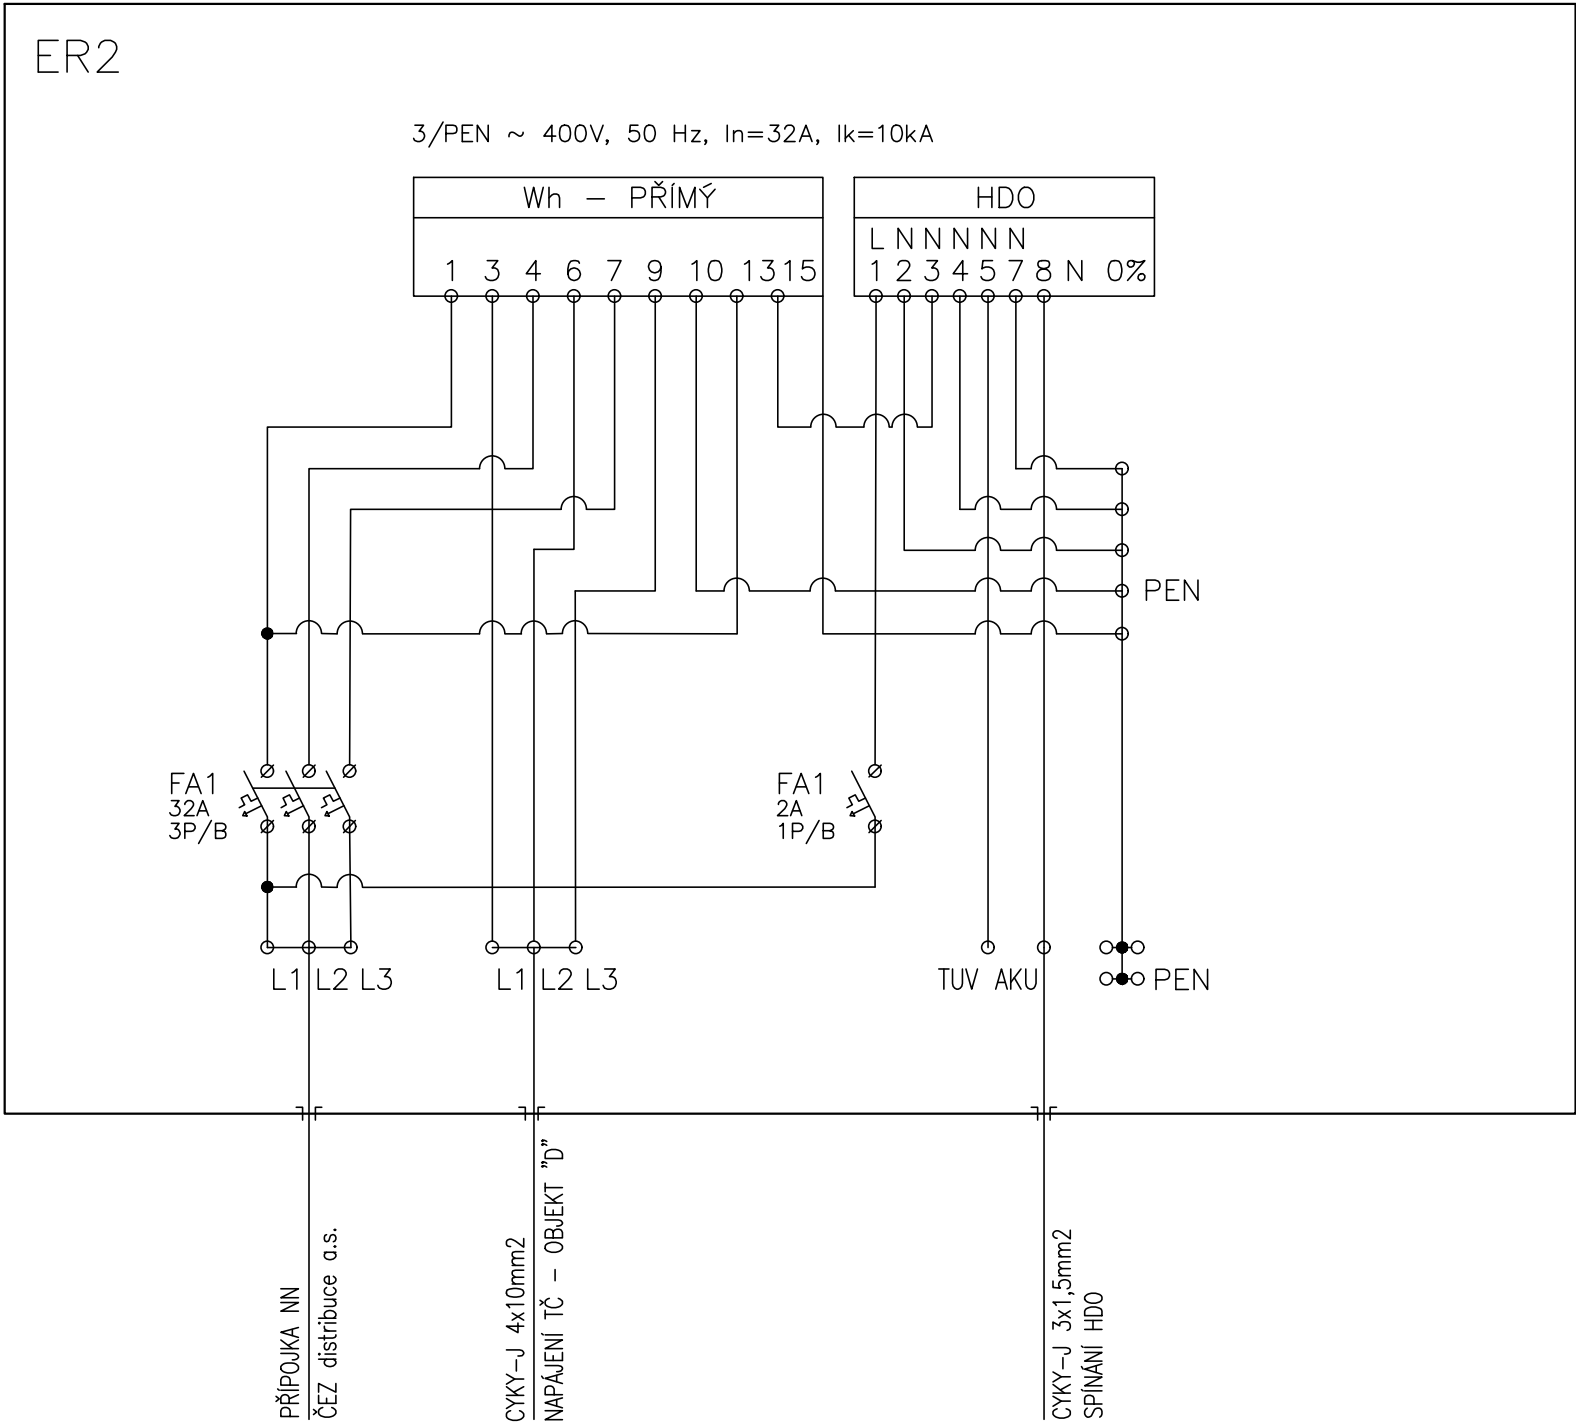 ER2
3/PEN ~ 400V, 50 Hz, In=32A, Ik=10kA
Wh – PŘÍMÝ
1 3 4 6 7 9 10 13 15
HDO
L N N N N N
1 2 3 4 5 7 8 N 0%
PEN
FA1
32A
3P/B
FA1
2A
1P/B
L1 L2 L3
L1 L2 L3
TUV AKU
PEN
PŘÍPOJKA NN
ČEZ distribuce a.s.
CYKY-J 4x10mm2
NAPÁJENÍ TČ – OBJEKT "D"
CYKY-J 3x1,5mm2
SPÍNÁNÍ HDO